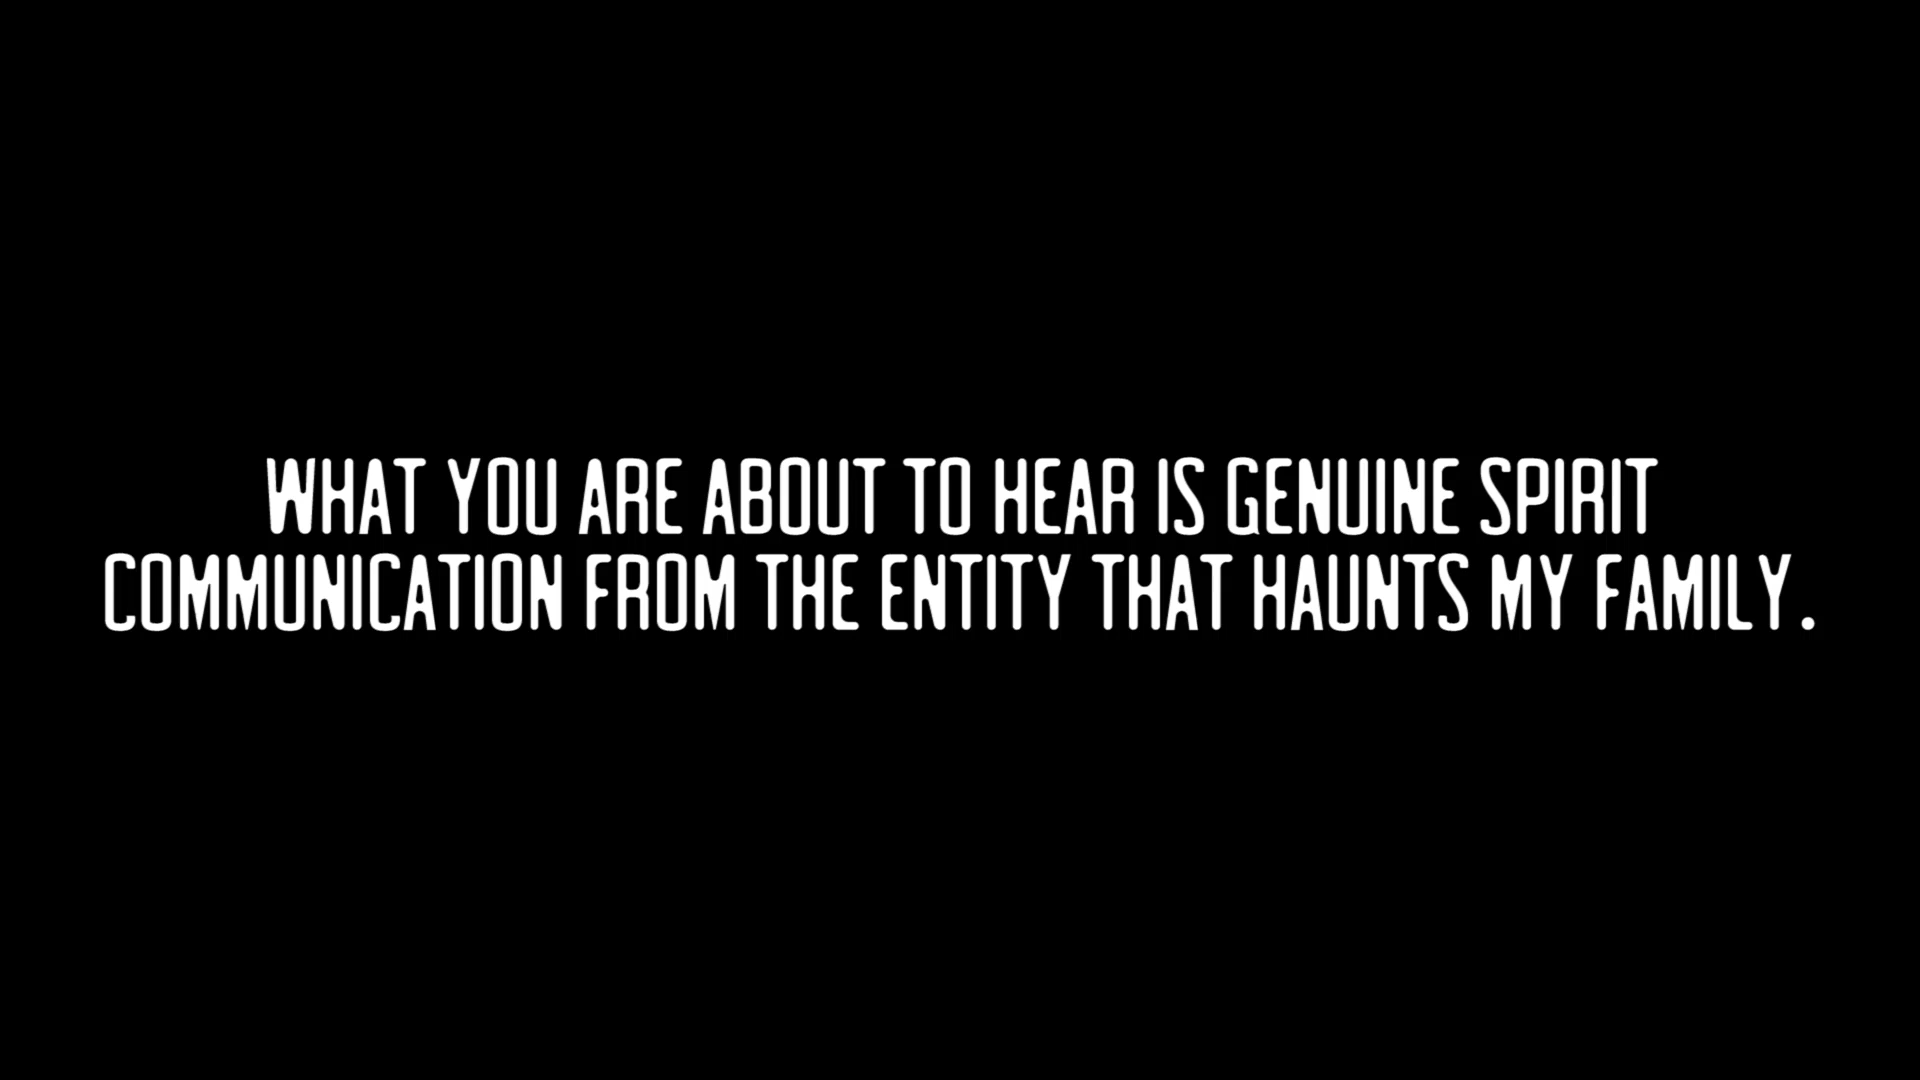 WHAT YOU ARE ABOUT TO HEAR IS GENUINE SPIRIT
COMMUNICATION FROM THE ENTITY THAT HAUNTS MY FAMILY.